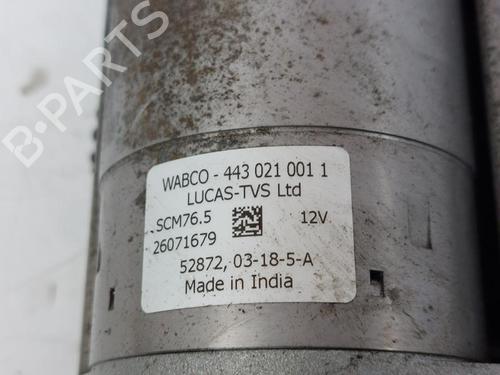 WABCO - 443 021 001 1
LUCAS-TVS Ltd
SCM76.5
12V
26071679
52872, 03-18-5-A
Made in India
B-PARTS